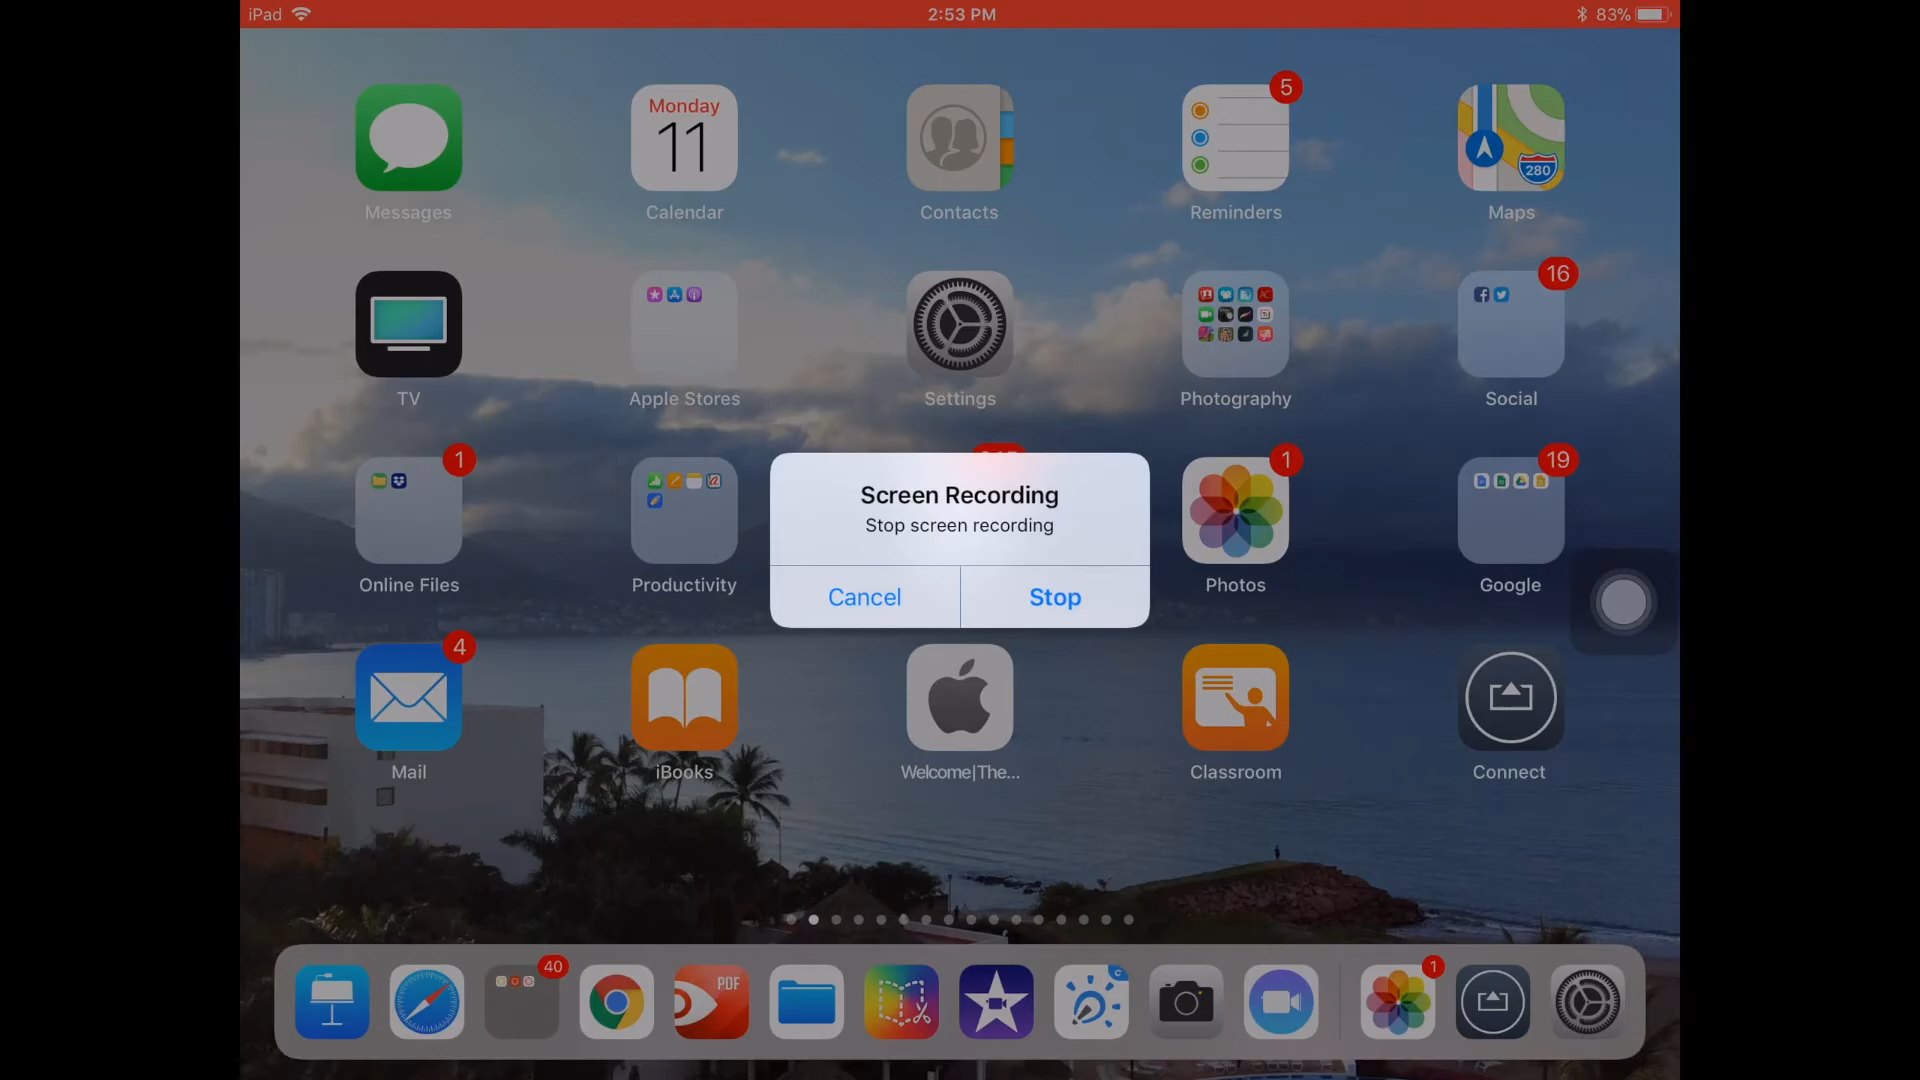 iPad
2:53 PM
83%
Monday
11
5
280
Messages
Calendar
Contacts
Reminders
Maps
16
TV
Apple Stores
Settings
Photography
Social
1
1
19
Screen Recording
Stop screen recording
Cancel
Stop
Online Files
Productivity
Photos
Google
4
Mail
iBooks
Welcome|The...
Classroom
Connect
40
PDF
C
1